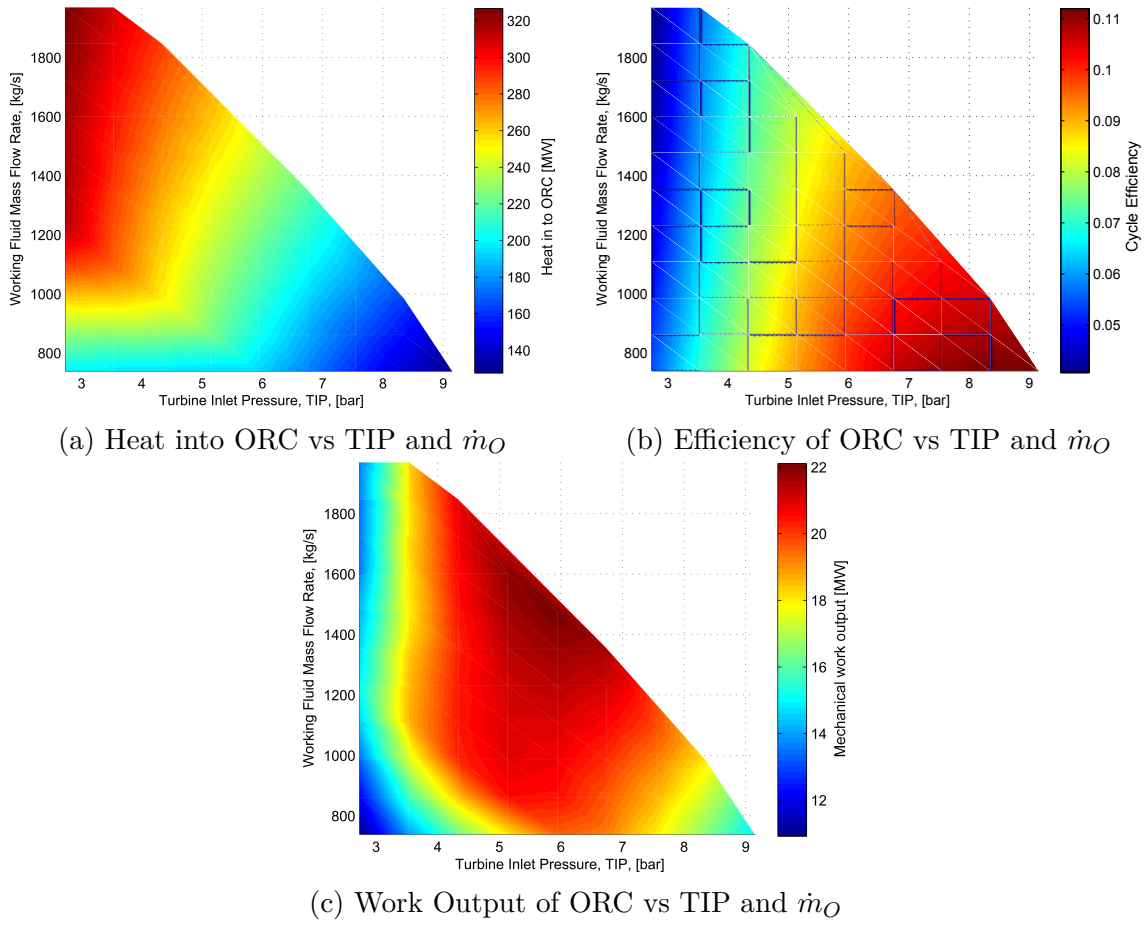 320
300
280
260
240
220
200
180
160
140
Heat in to ORC [MW]
1800
1600
1400
1200
1000
800
Working Fluid Mass Flow Rate, [kg/s]
3 4 5 6 7 8 9
Turbine Inlet Pressure, TIP, [bar]
(a) Heat into ORC vs TIP and ṁ_O
0.11
0.1
0.09
0.08
0.07
0.06
0.05
Cycle Efficiency
1800
1600
1400
1200
1000
800
Working Fluid Mass Flow Rate, [kg/s]
3 4 5 6 7 8 9
Turbine Inlet Pressure, TIP, [bar]
(b) Efficiency of ORC vs TIP and ṁ_O
22
20
18
16
14
12
Mechanical work output [MW]
1800
1600
1400
1200
1000
800
Working Fluid Mass Flow Rate, [kg/s]
3 4 5 6 7 8 9
Turbine Inlet Pressure, TIP, [bar]
(c) Work Output of ORC vs TIP and ṁ_O